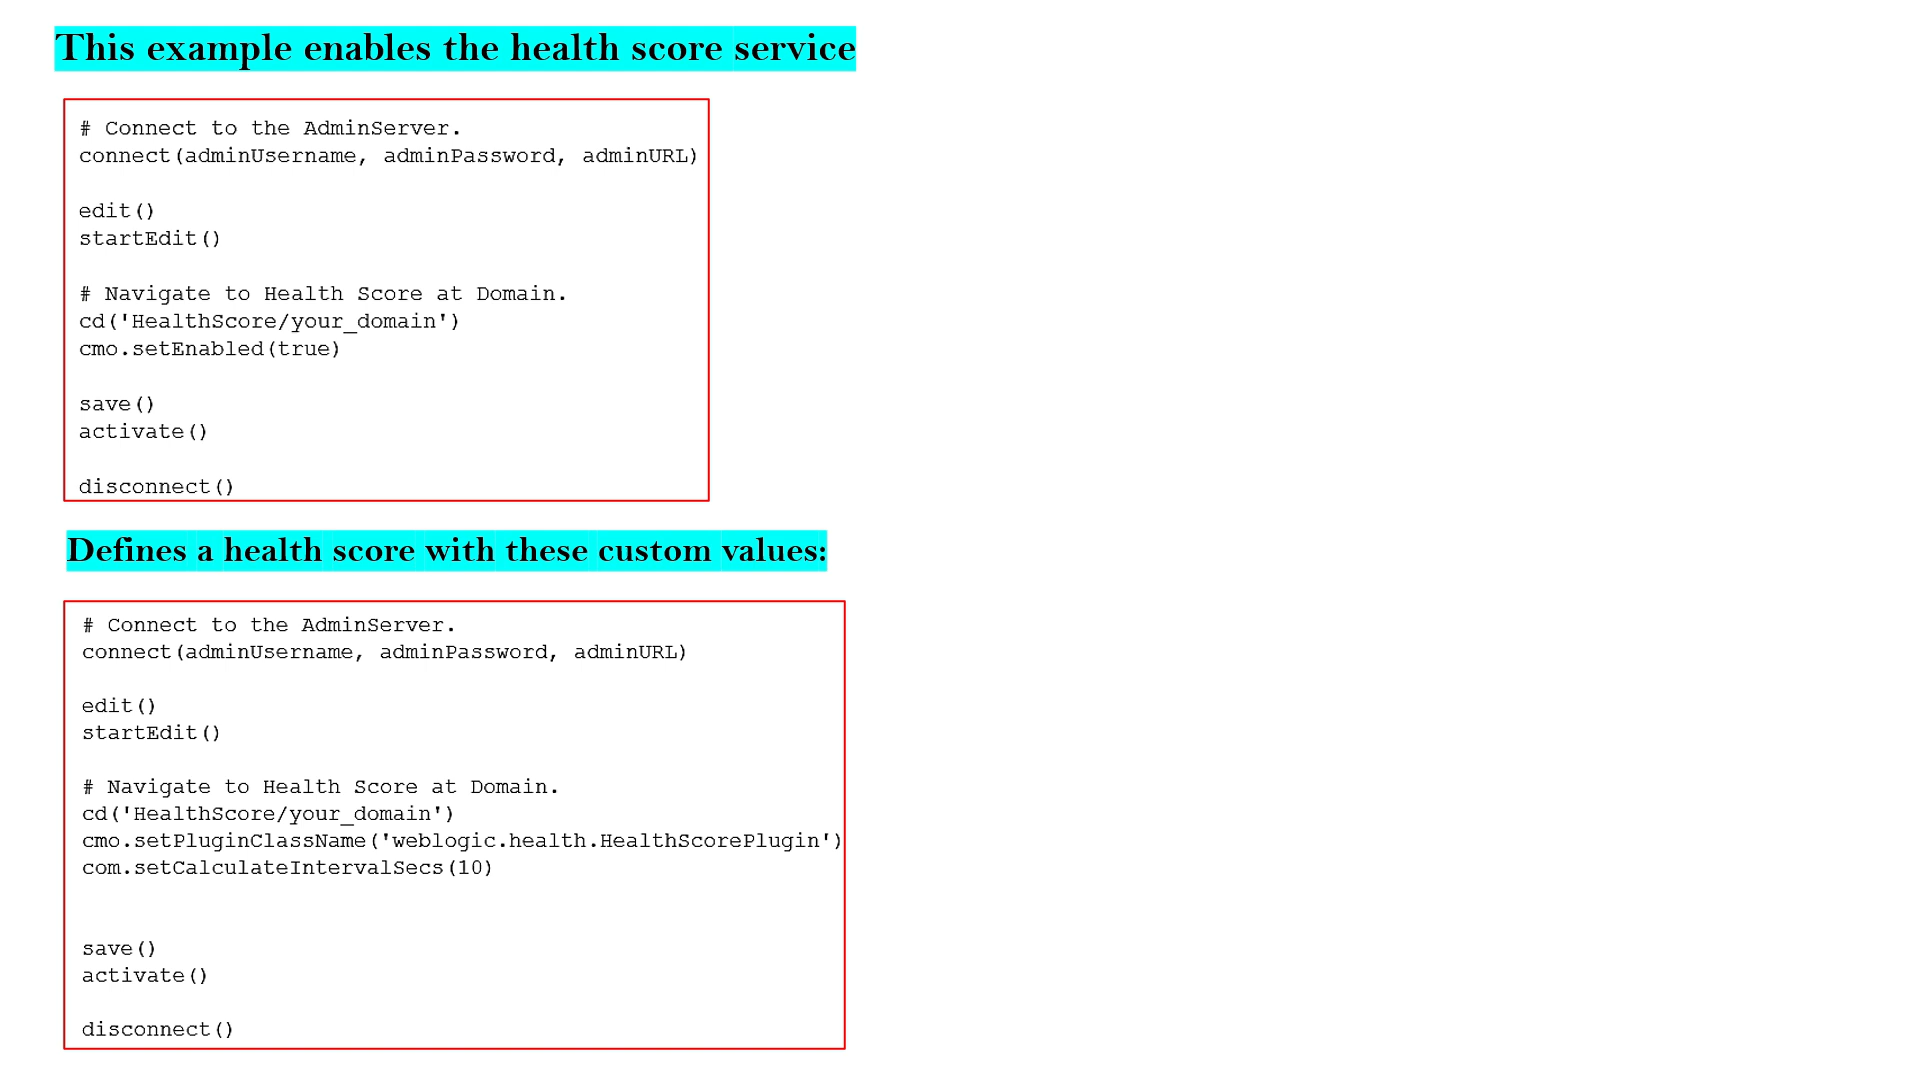 This example enables the health score service
# Connect to the AdminServer.
connect(adminUsername, adminPassword, adminURL)
edit()
startEdit()
# Navigate to Health Score at Domain.
cd('HealthScore/your_domain')
cmo.setEnabled(true)
save()
activate()
disconnect()
Defines a health score with these custom values:
# Connect to the AdminServer.
connect(adminUsername, adminPassword, adminURL)
edit()
startEdit()
# Navigate to Health Score at Domain.
cd('HealthScore/your_domain')
cmo.setPluginClassName('weblogic.health.HealthScorePlugin')
com.setCalculateIntervalSecs(10)
save()
activate()
disconnect()